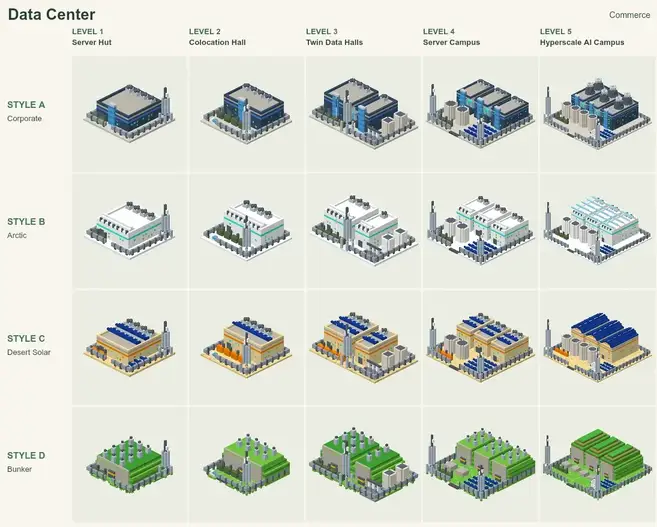 Data Center
Commerce
LEVEL 1
Server Hut
LEVEL 2
Colocation Hall
LEVEL 3
Twin Data Halls
LEVEL 4
Server Campus
LEVEL 5
Hyperscale AI Campus
STYLE A
Corporate
STYLE B
Arctic
STYLE C
Desert Solar
STYLE D
Bunker